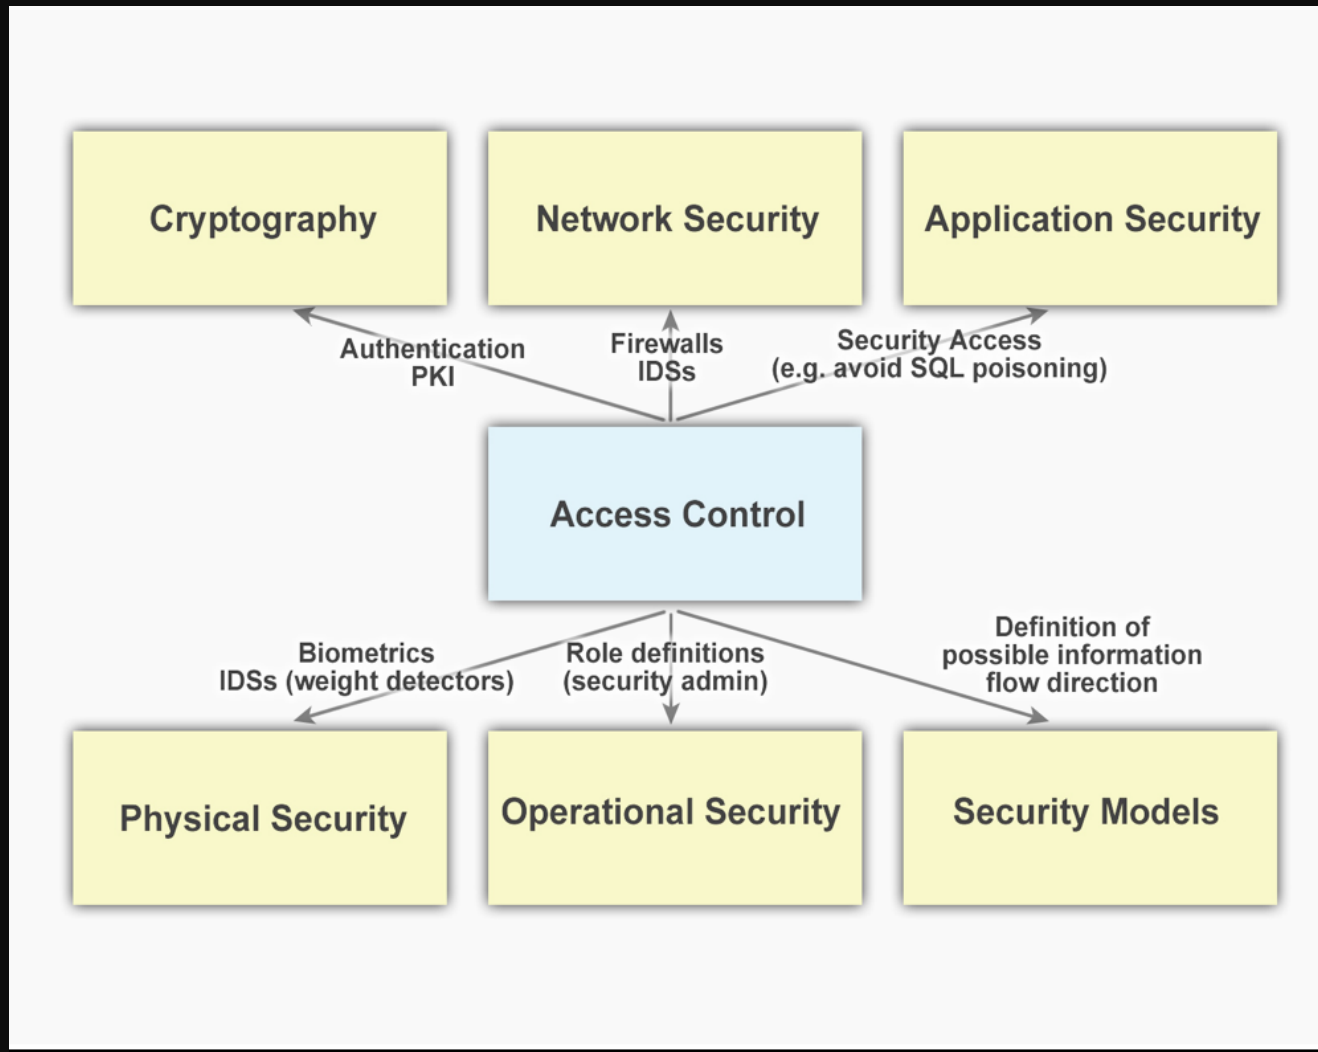 Cryptography
Network Security
Application Security
Authentication
PKI
Firewalls
IDSs
Security Access
(e.g. avoid SQL poisoning)
Access Control
Biometrics
IDSs (weight detectors)
Role definitions
(security admin)
Definition of
possible information
flow direction
Physical Security
Operational Security
Security Models